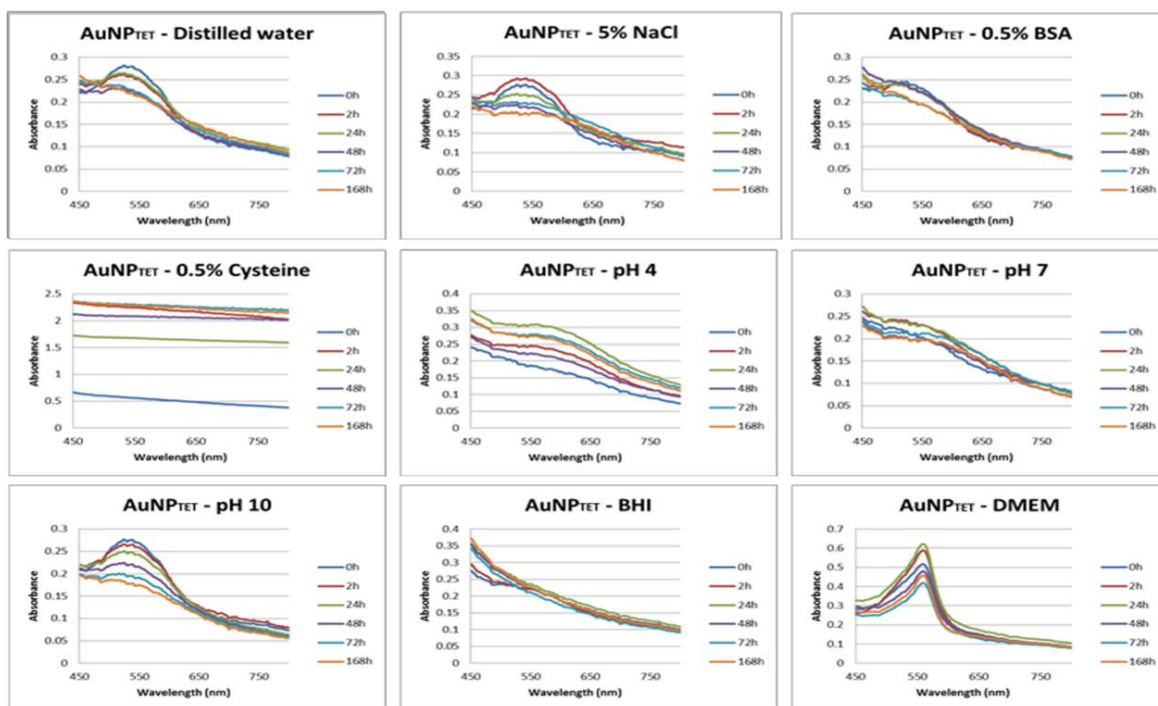 AuNPTET - Distilled water
0.3
0.25
0.2
0.15
0.1
0.05
0
Absorbance
450 550 650 750
Wavelength (nm)
0h
2h
24h
48h
72h
168h
AuNPTET - 5% NaCl
0.35
0.3
0.25
0.2
0.15
0.1
0.05
0
Absorbance
450 550 650 750
Wavelength (nm)
0h
2h
24h
48h
72h
168h
AuNPTET - 0.5% BSA
0.3
0.25
0.2
0.15
0.1
0.05
0
Absorbance
450 550 650 750
Wavelength (nm)
0h
2h
24h
48h
72h
168h
AuNPTET - 0.5% Cysteine
2.5
2
1.5
1
0.5
0
Absorbance
450 550 650 750
Wavelength (nm)
0h
2h
24h
48h
72h
168h
AuNPTET - pH 4
0.4
0.35
0.3
0.25
0.2
0.15
0.1
0.05
0
Absorbance
450 550 650 750
Wavelength (nm)
0h
2h
24h
48h
72h
168h
AuNPTET - pH 7
0.3
0.25
0.2
0.15
0.1
0.05
0
Absorbance
450 550 650 750
Wavelength (nm)
0h
2h
24h
48h
72h
168h
AuNPTET - pH 10
0.3
0.25
0.2
0.15
0.1
0.05
0
Absorbance
450 550 650 750
Wavelength (nm)
0h
2h
24h
48h
72h
168h
AuNPTET - BHI
0.4
0.35
0.3
0.25
0.2
0.15
0.1
0.05
0
Absorbance
450 550 650 750
Wavelength (nm)
0h
2h
24h
48h
72h
168h
AuNPTET - DMEM
0.7
0.6
0.5
0.4
0.3
0.2
0.1
0
Absorbance
450 550 650 750
Wavelength (nm)
0h
2h
24h
48h
72h
168h